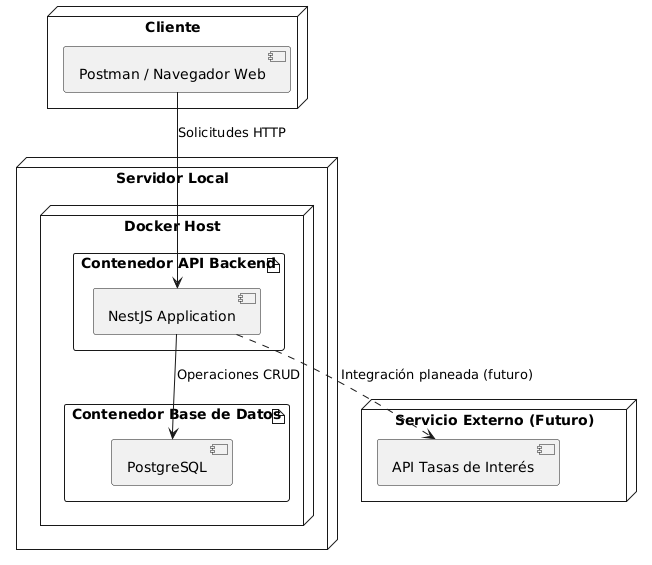 Cliente
Postman / Navegador Web
Solicitudes HTTP
Servidor Local
Docker Host
Contenedor API Backend
NestJS Application
Operaciones CRUD
Integración planeada (futuro)
Contenedor Base de Datos
PostgreSQL
Servicio Externo (Futuro)
API Tasas de Interés